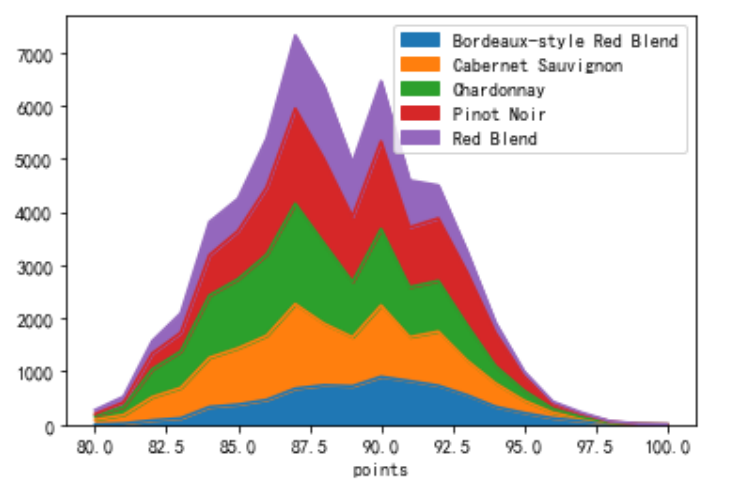 7000
6000
5000
4000
3000
2000
1000
0
Bordeaux-style Red Blend
Cabernet Sauvignon
Chardonnay
Pinot Noir
Red Blend
80.0 82.5 85.0 87.5 90.0 92.5 95.0 97.5 100.0
points